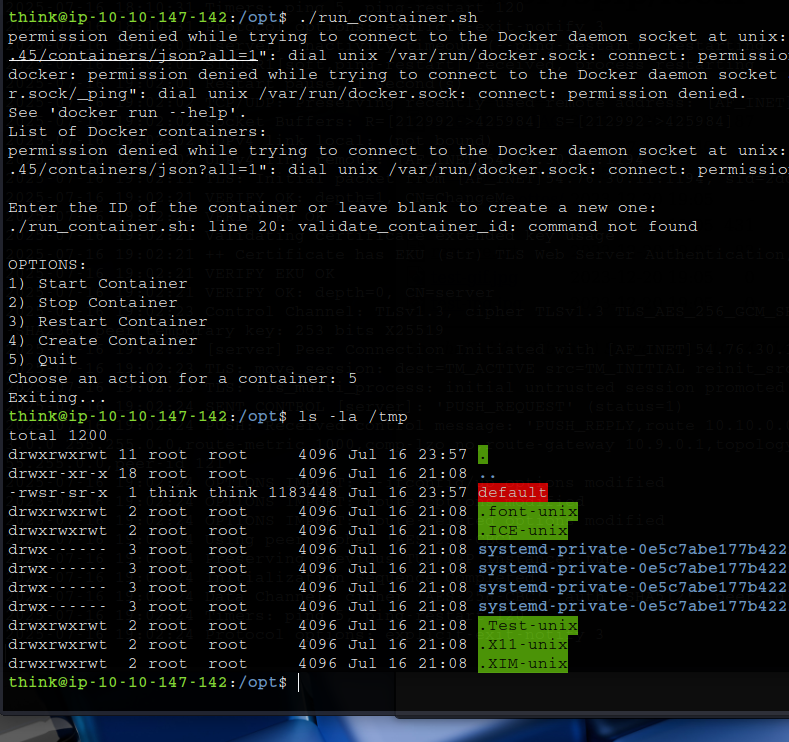 think@ip-10-10-147-142:/opt$ ./run_container.sh
permission denied while trying to connect to the Docker daemon socket at unix:
.45/containers/json?all=1": dial unix /var/run/docker.sock: connect: permissio
docker: permission denied while trying to connect to the Docker daemon socket
r.sock/_ping": dial unix /var/run/docker.sock: connect: permission denied.
See 'docker run --help'.
List of Docker containers:
permission denied while trying to connect to the Docker daemon socket at unix:
.45/containers/json?all=1": dial unix /var/run/docker.sock: connect: permissio
Enter the ID of the container or leave blank to create a new one:
./run_container.sh: line 20: validate_container_id: command not found
OPTIONS:
1) Start Container
2) Stop Container
3) Restart Container
4) Create Container
5) Quit
Choose an action for a container: 5
Exiting...
think@ip-10-10-147-142:/opt$ ls -la /tmp
total 1200
drwxrwxrwt 11 root  root     4096 Jul 16 23:57 .
drwxr-xr-x 18 root  root     4096 Jul 16 21:08 ..
-rwsr-sr-x  1 think think 1183448 Jul 16 23:57 default
drwxrwxrwt  2 root  root     4096 Jul 16 21:08 .font-unix
drwxrwxrwt  2 root  root     4096 Jul 16 21:08 .ICE-unix
drwx------  3 root  root     4096 Jul 16 21:08 systemd-private-0e5c7abe177b422
drwx------  3 root  root     4096 Jul 16 21:08 systemd-private-0e5c7abe177b422
drwx------  3 root  root     4096 Jul 16 21:08 systemd-private-0e5c7abe177b422
drwx------  3 root  root     4096 Jul 16 21:08 systemd-private-0e5c7abe177b422
drwxrwxrwt  2 root  root     4096 Jul 16 21:08 .Test-unix
drwxrwxrwt  2 root  root     4096 Jul 16 21:08 .X11-unix
drwxrwxrwt  2 root  root     4096 Jul 16 21:08 .XIM-unix
think@ip-10-10-147-142:/opt$